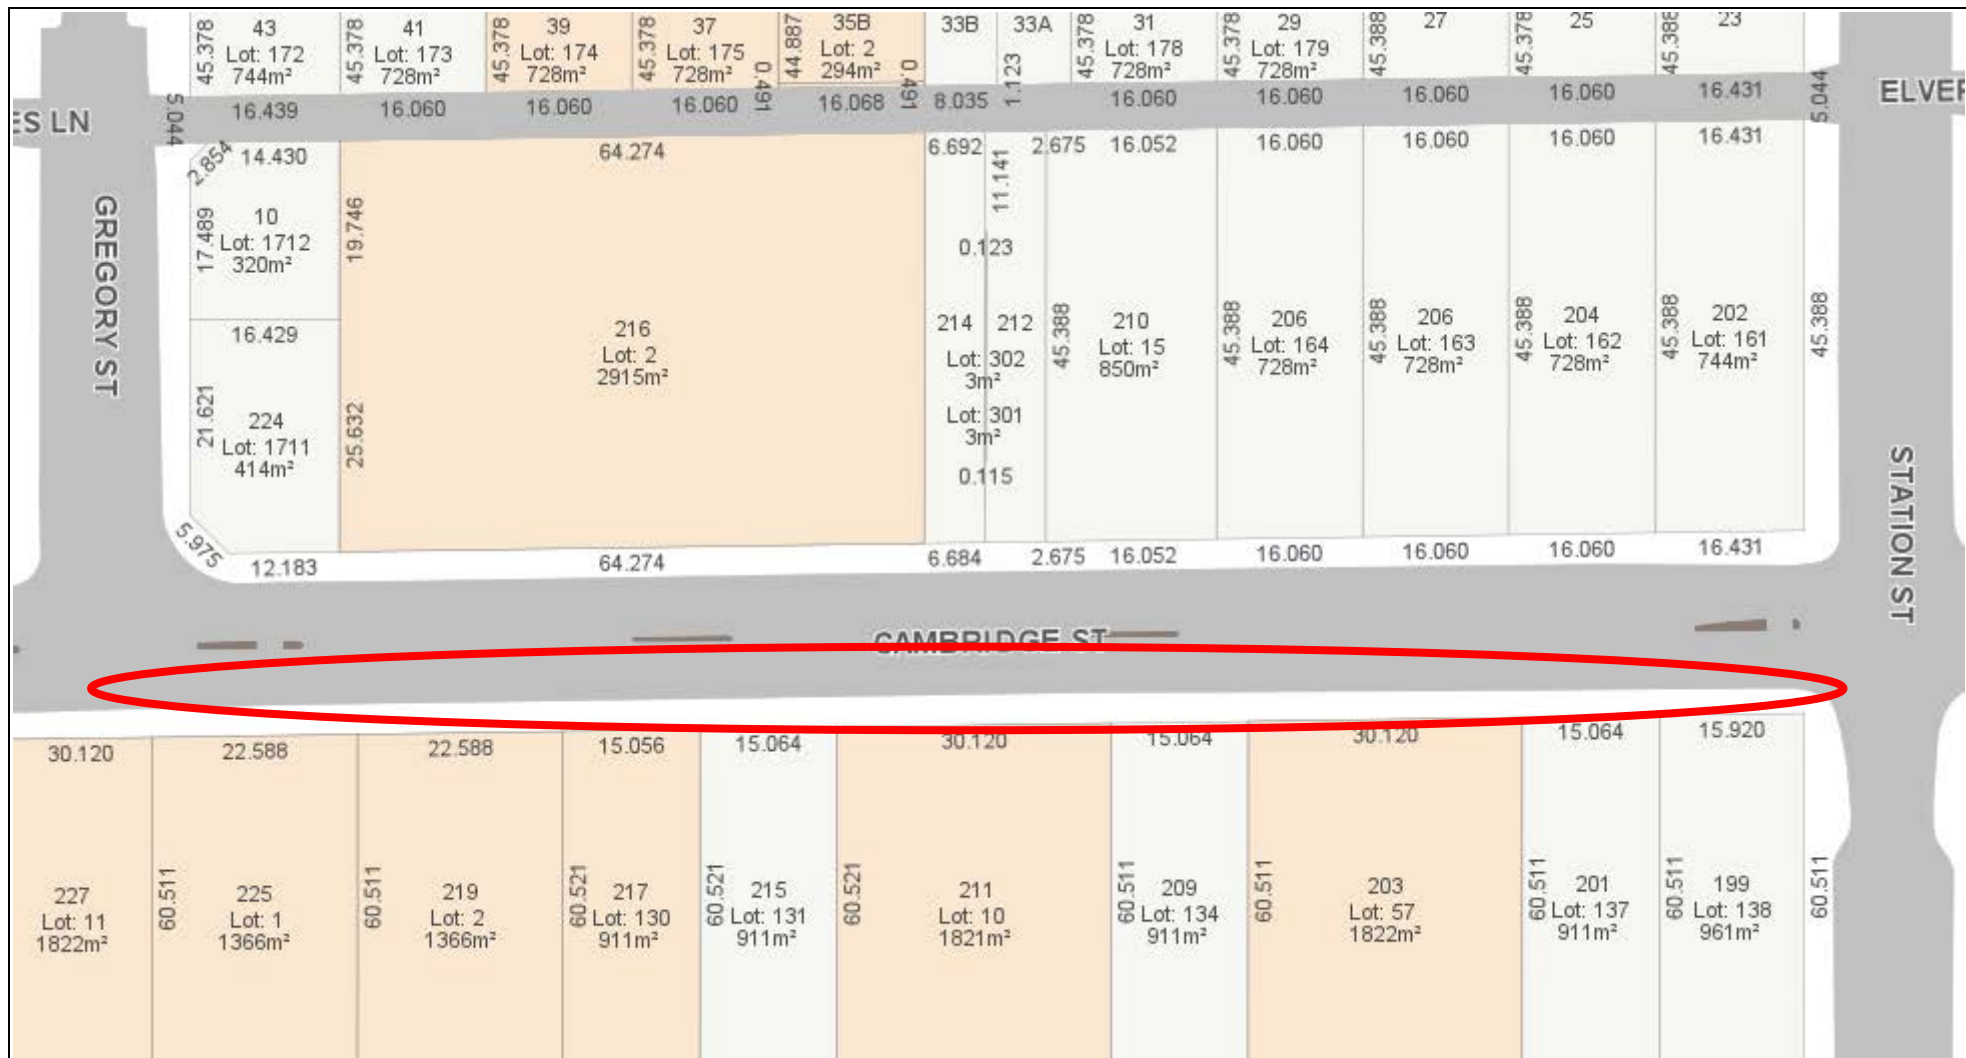 45.378
43
Lot: 172
744m²
45.378
41
Lot: 173
728m²
45.378
39
Lot: 174
728m²
45.378
37
Lot: 175
728m²
0.491
44.887
35B
Lot: 2
294m²
0.491
33B
33A
1.123
45.378
31
Lot: 178
728m²
45.378
29
Lot: 179
728m²
45.388
27
45.378
25
45.388
23
ES LN
5.044
16.439
16.060
16.060
16.060
16.068
8.035
16.060
16.060
16.060
16.060
16.431
5.044
ELVER
2.854
14.430
64.274
6.692
11.141
2.675
16.052
16.060
16.060
16.060
16.431
GREGORY ST
17.489
10
Lot: 1712
320m²
19.746
0.123
16.429
21.621
224
Lot: 1711
414m²
25.632
216
Lot: 2
2915m²
214
212
Lot: 302
3m²
Lot: 301
3m²
0.115
45.388
210
Lot: 15
850m²
45.388
206
Lot: 164
728m²
45.388
206
Lot: 163
728m²
45.388
204
Lot: 162
728m²
45.388
202
Lot: 161
744m²
45.388
STATION ST
5.975
12.183
64.274
6.684
2.675
16.052
16.060
16.060
16.060
16.431
CAMBRIDGE ST
30.120
22.588
22.588
15.056
15.064
30.120
15.064
30.120
15.064
15.920
227
Lot: 11
1822m²
60.511
225
Lot: 1
1366m²
60.511
219
Lot: 2
1366m²
60.521
217
Lot: 130
911m²
60.521
215
Lot: 131
911m²
60.521
211
Lot: 10
1821m²
60.511
209
Lot: 134
911m²
60.511
203
Lot: 57
1822m²
60.511
201
Lot: 137
911m²
60.511
199
Lot: 138
961m²
60.511